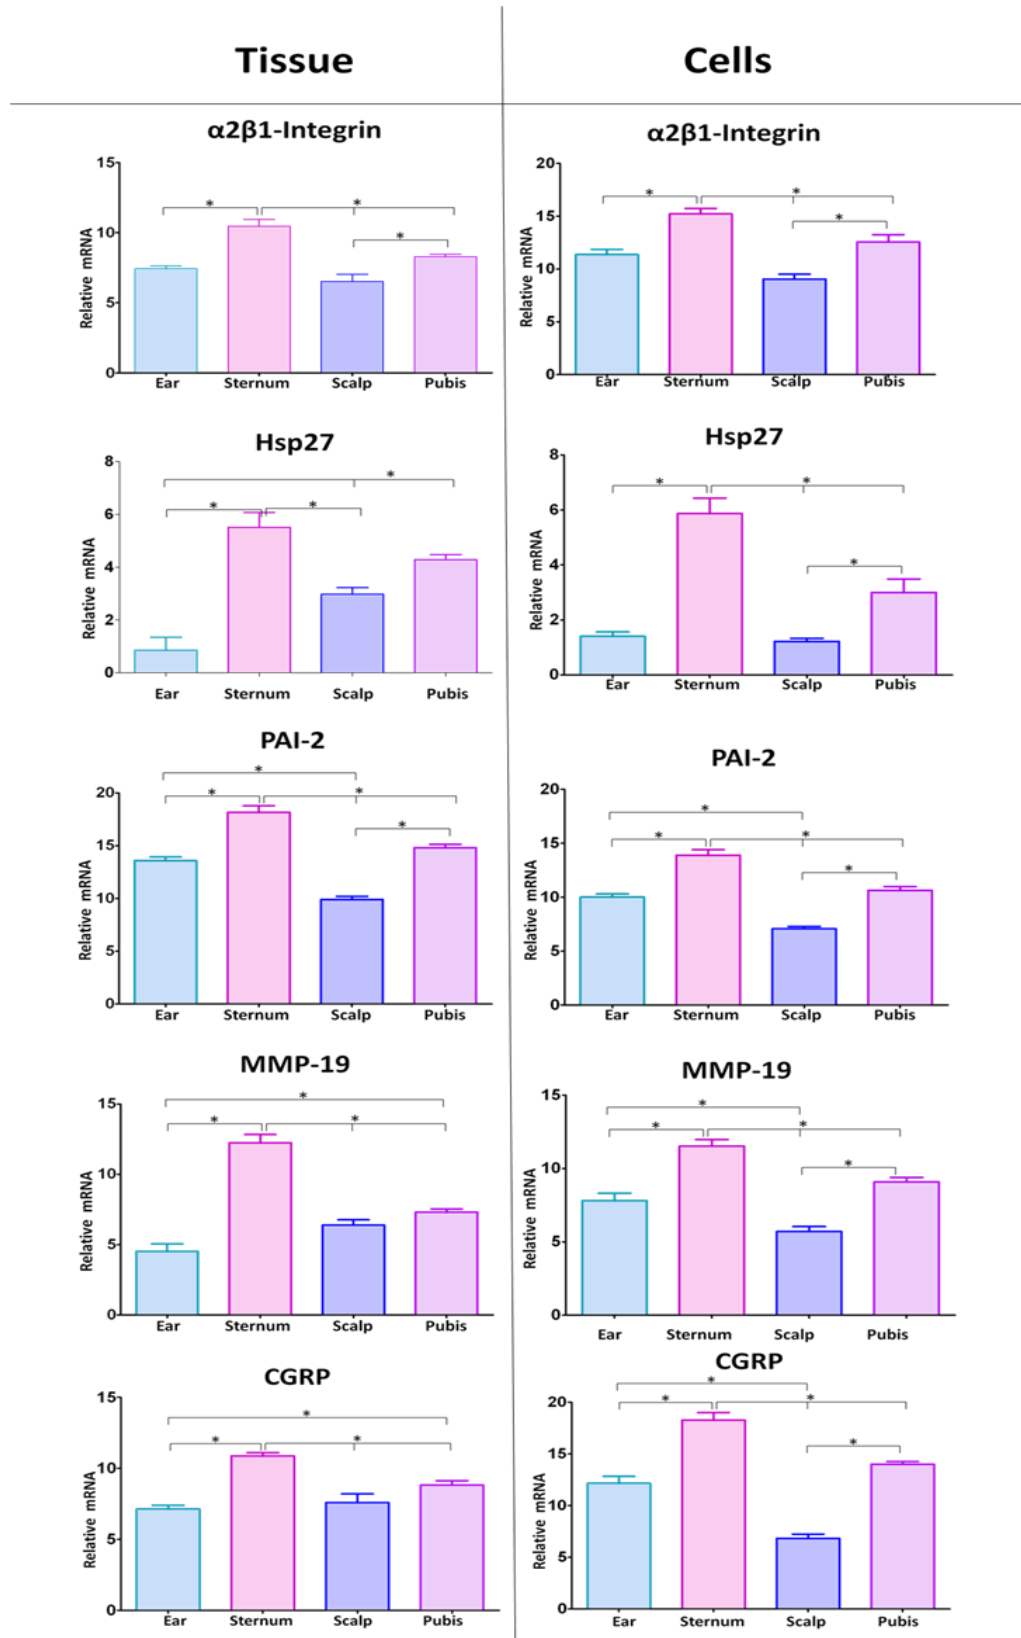 Tissue
Cells
α2β1-Integrin
Relative mRNA
15
10
5
0
*
*
*
Ear Sternum Scalp Pubis
α2β1-Integrin
Relative mRNA
20
15
10
5
0
*
*
*
Ear Sternum Scalp Pubis
Hsp27
Relative mRNA
8
6
4
2
0
*
*
*
Ear Sternum Scalp Pubis
Hsp27
Relative mRNA
8
6
4
2
0
*
*
*
Ear Sternum Scalp Pubis
PAI-2
Relative mRNA
20
15
10
5
0
*
*
*
*
Ear Sternum Scalp Pubis
PAI-2
Relative mRNA
20
15
10
5
0
*
*
*
*
Ear Sternum Scalp Pubis
MMP-19
Relative mRNA
15
10
5
0
*
*
*
Ear Sternum Scalp Pubis
MMP-19
Relative mRNA
15
10
5
0
*
*
*
*
Ear Sternum Scalp Pubis
CGRP
Relative mRNA
15
10
5
0
*
*
*
Ear Sternum Scalp Pubis
CGRP
Relative mRNA
20
15
10
5
0
*
*
*
*
Ear Sternum Scalp Pubis